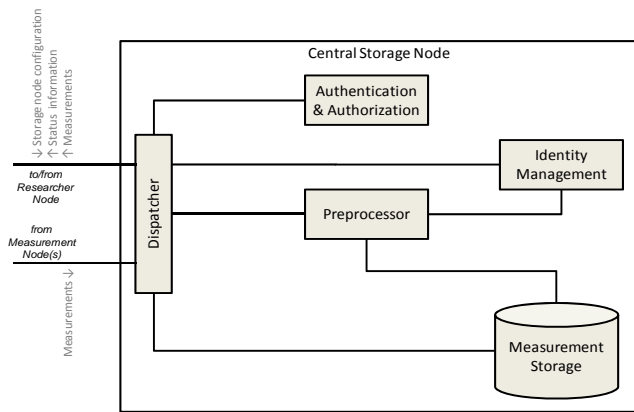 Central Storage Node
↓ Storage node configuration
↑ Status information
↑ Measurements
Authentication
& Authorization
to/from
Researcher
Node
Dispatcher
Identity
Management
Preprocessor
from
Measurement
Node(s)
Measurements ↓
Measurement
Storage